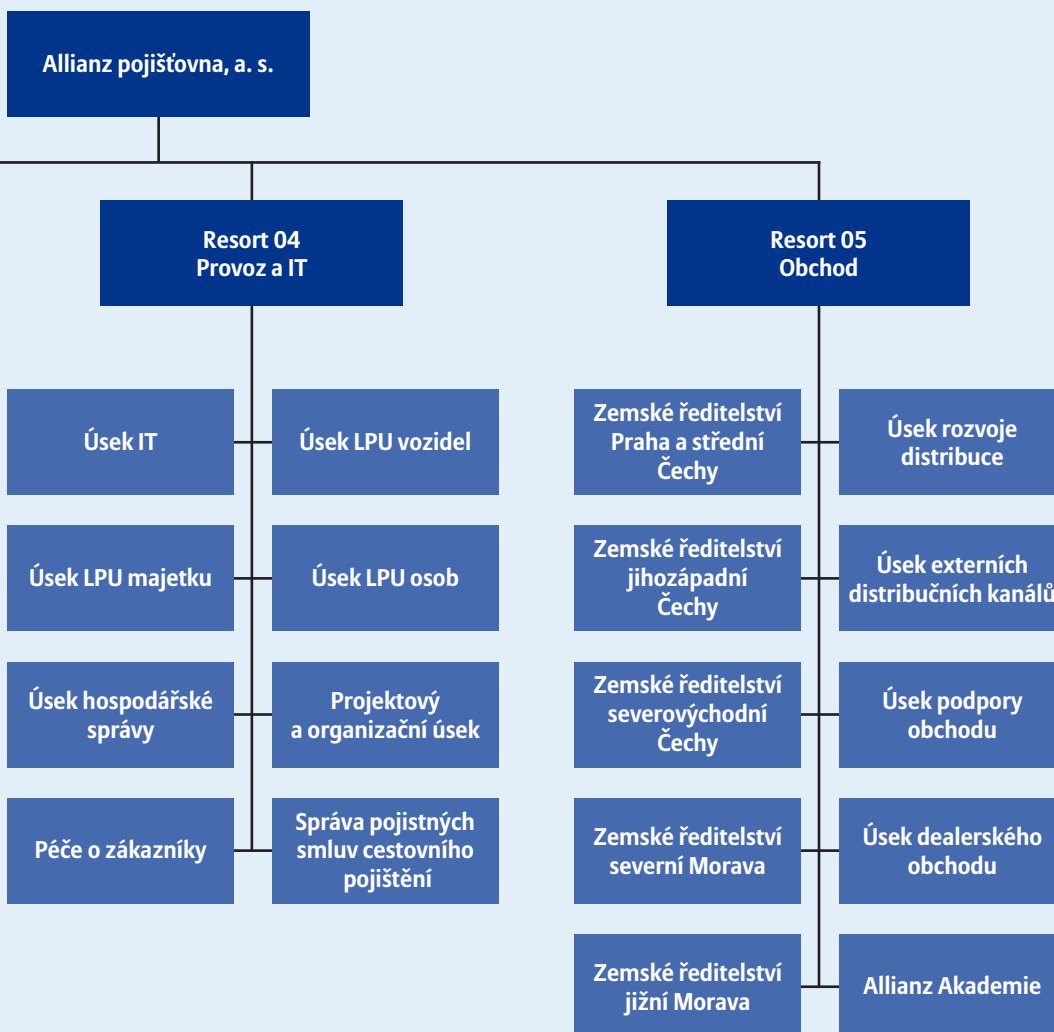 Allianz pojišťovna, a. s.
Resort 04
Provoz a IT
Resort 05
Obchod
Úsek IT
Úsek LPU vozidel
Úsek LPU majetku
Úsek LPU osob
Úsek hospodářské
správy
Projektový
a organizační úsek
Péče o zákazníky
Správa pojistných
smluv cestovního
pojištění
Zemské ředitelství
Praha a střední
Čechy
Úsek rozvoje
distribuce
Zemské ředitelství
jihozápadní
Čechy
Úsek externích
distribučních kanálů
Zemské ředitelství
severovýchodní
Čechy
Úsek podpory
obchodu
Zemské ředitelství
severní Morava
Úsek dealerského
obchodu
Zemské ředitelství
jižní Morava
Allianz Akademie